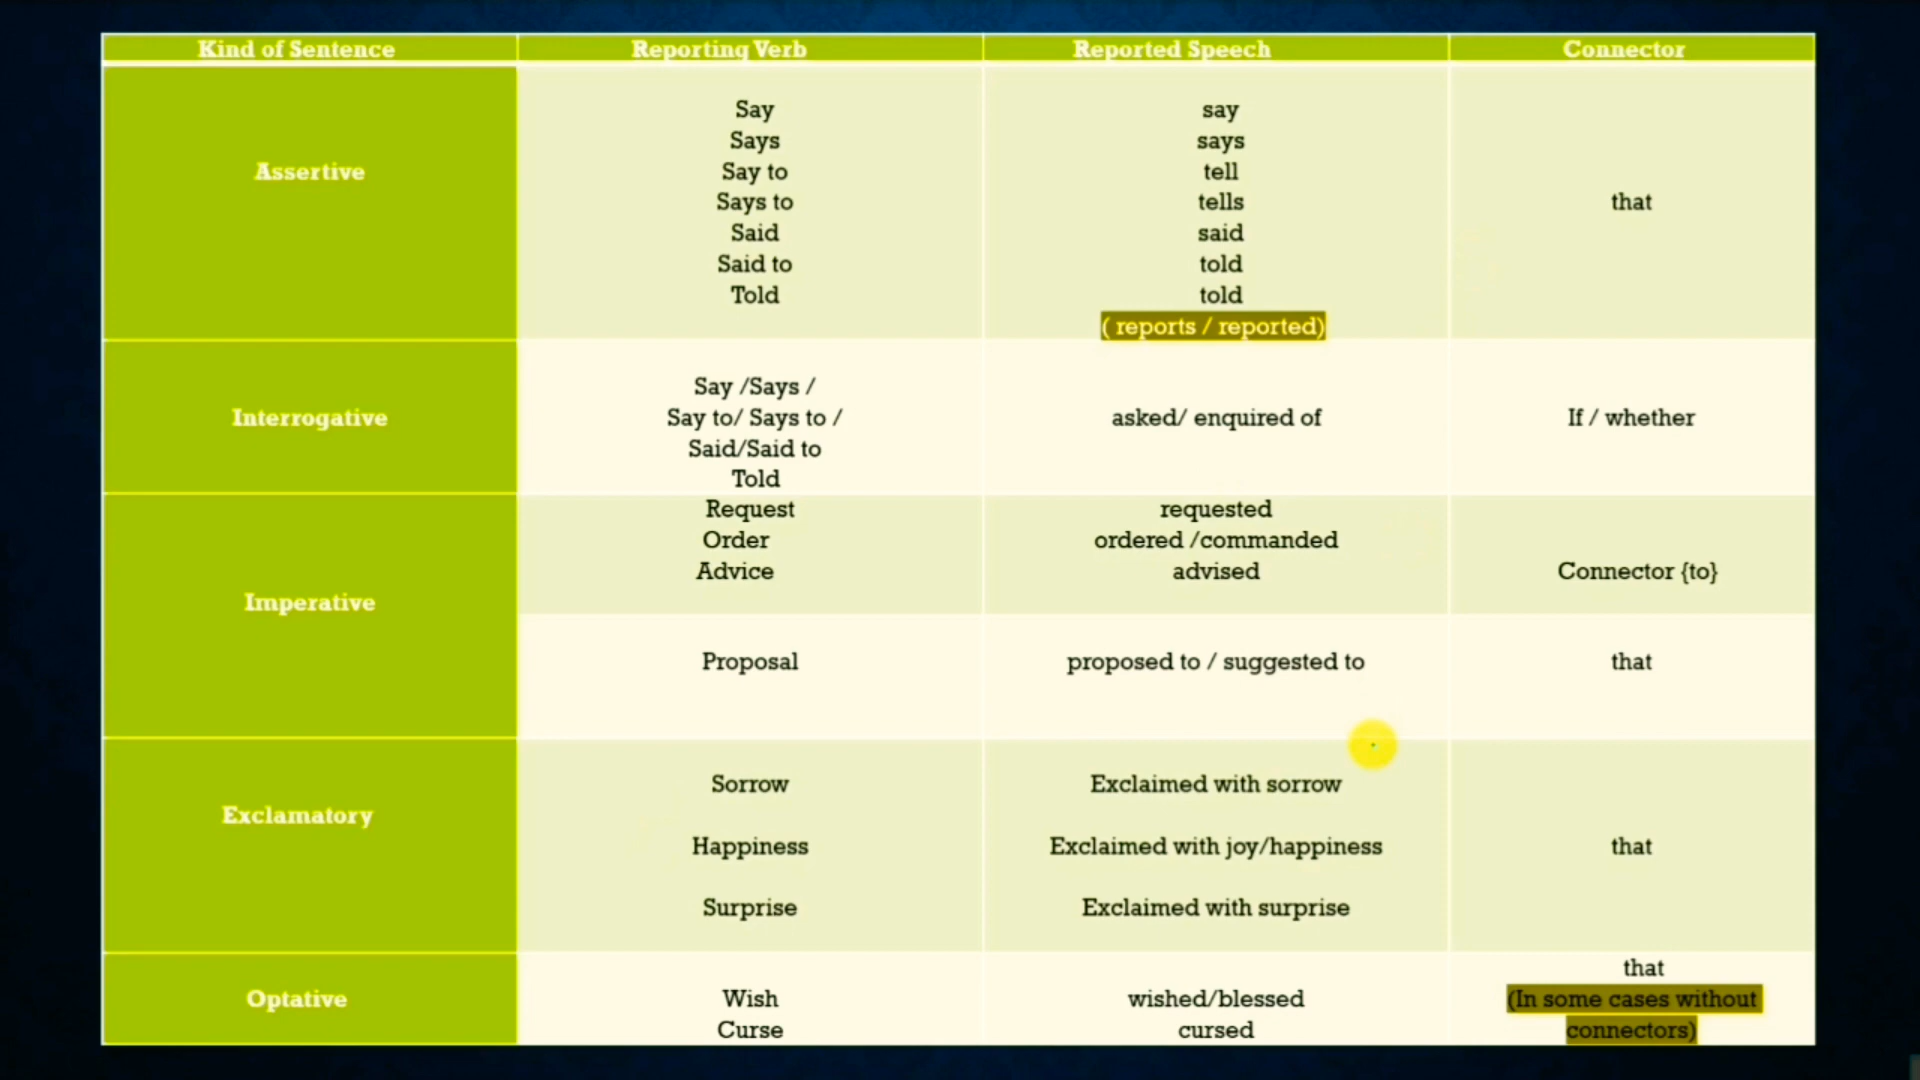 Kind of Sentence Reporting Verb Reported Speech Connector
Assertive
Say
Says
Say to
Says to
Said
Said to
Told
say
says
tell
tells
said
told
told
( reports / reported)
that
Interrogative
Say /Says /
Say to/ Says to /
Said/Said to
Told
asked/ enquired of
If / whether
Imperative
Request
Order
Advice
requested
ordered /commanded
advised
Connector {to}
Proposal
proposed to / suggested to
that
Exclamatory
Sorrow
Happiness
Surprise
Exclaimed with sorrow
Exclaimed with joy/happiness
Exclaimed with surprise
that
Optative
Wish
Curse
wished/blessed
cursed
that
(In some cases without
connectors)